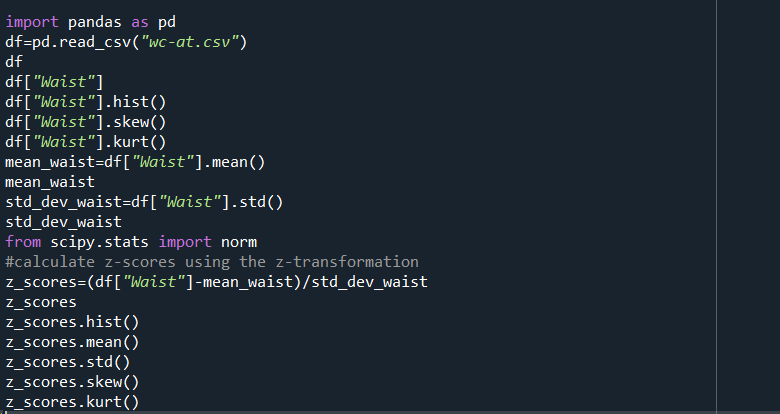 import pandas as pd
df=pd.read_csv("wc-at.csv")
df
df["Waist"]
df["Waist"].hist()
df["Waist"].skew()
df["Waist"].kurt()
mean_waist=df["Waist"].mean()
mean_waist
std_dev_waist=df["Waist"].std()
std_dev_waist
from scipy.stats import norm
#calculate z-scores using the z-transformation
z_scores=(df["Waist"]-mean_waist)/std_dev_waist
z_scores
z_scores.hist()
z_scores.mean()
z_scores.std()
z_scores.skew()
z_scores.kurt()